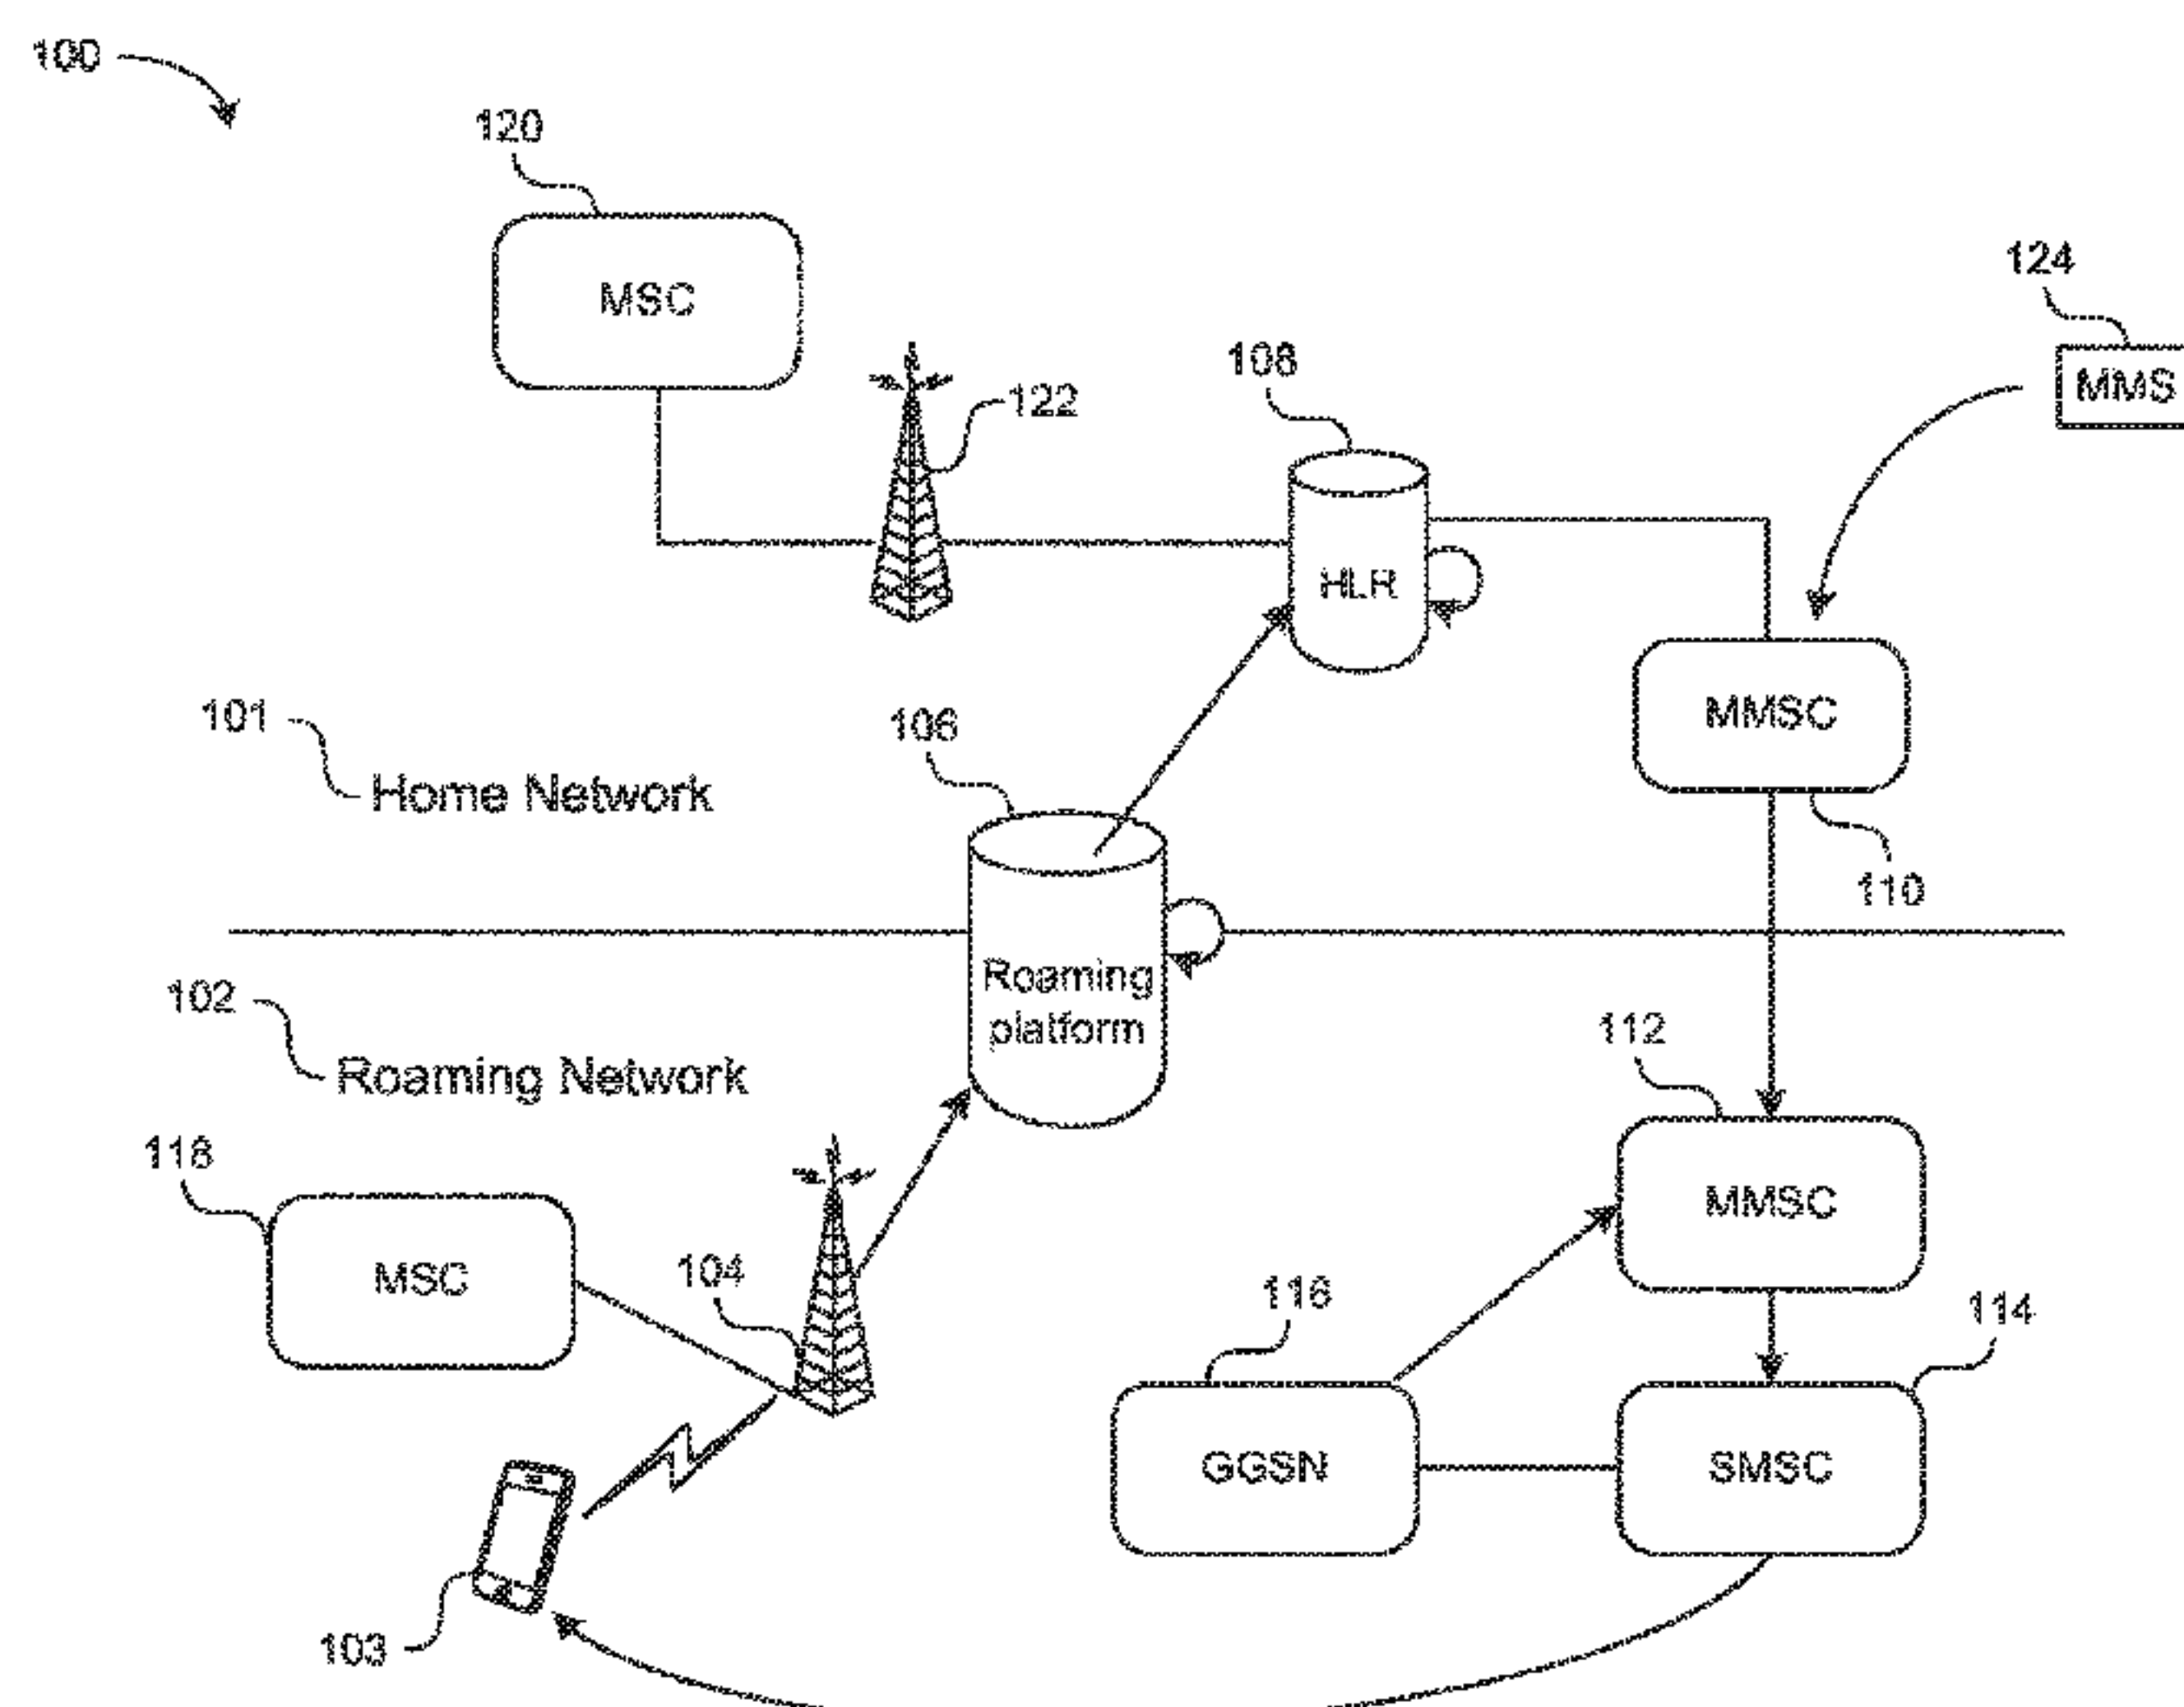 100
120
MSC
124
MMS
122
108
HLR
MMSC
101
Home Network
106
110
Roaming
platform
102
Roaming Network
112
MMSC
118
MSC
104
116
114
GGSN
SMSC
103